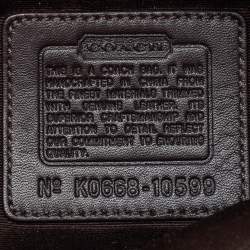 COACH
THIS IS A COACH BAG. IT WAS
HANDCRAFTED IN CHINA FROM
THE FINEST MATERIALS TRIMMED
WITH GENUINE LEATHER. ITS
SUPERIOR CRAFTSMANSHIP AND
ATTENTION TO DETAIL REFLECT
OUR COMMITMENT TO ENDURING
QUALITY.
Nº K0668-10599